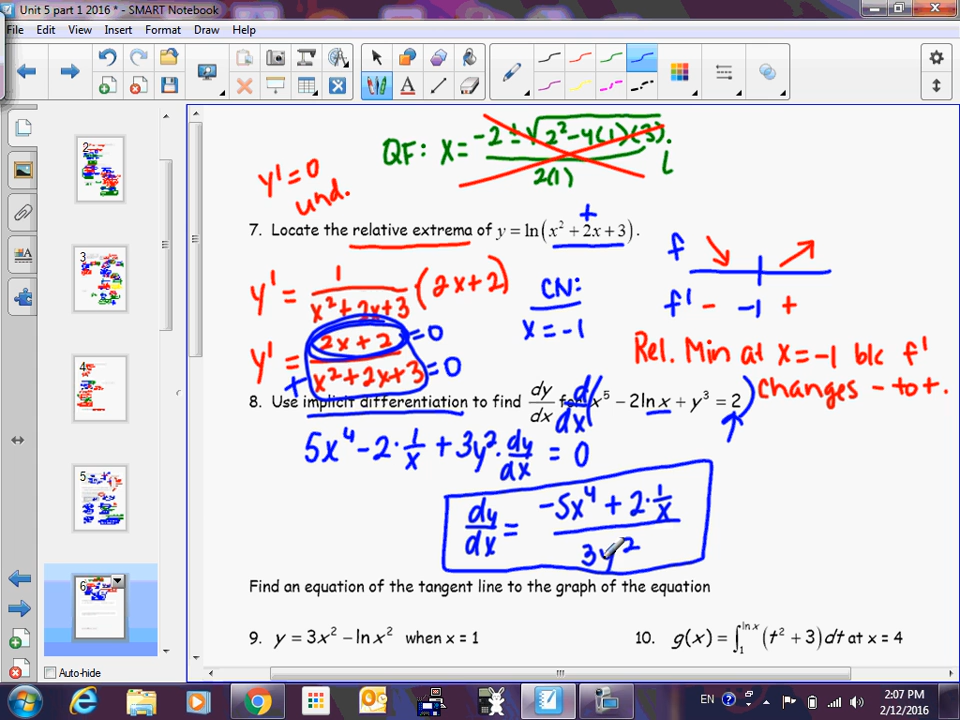 Unit 5 part 1 2016 * - SMART Notebook
File Edit View Insert Format Draw Help
QF: X = -2 ± √2² - 4(1)(3)
2(1)
y' = 0
und.
+
7. Locate the relative extrema of y = ln(x² + 2x + 3).
f
y' = 1/(x² + 2x + 3) (2x + 2)
CN:
x = -1
f' - -1 +
y' = (2x + 2)/(x² + 2x + 3) = 0
= 0
+
Rel. Min at x = -1 b/c f'
changes - to +.
8. Use implicit differentiation to find dy/dx for x⁵ - 2ln x + y³ = 2
d/dx (
)
5x⁴ - 2 · 1/x + 3y² · dy/dx = 0
dy/dx = (-5x⁴ + 2 · 1/x)/(3y²)
Find an equation of the tangent line to the graph of the equation
9. y = 3x² - ln x² when x = 1
10. g(x) = ∫₁^(ln x) (t² + 3) dt at x = 4
2
3
4
5
6
Auto-hide
EN
2:07 PM
2/12/2016